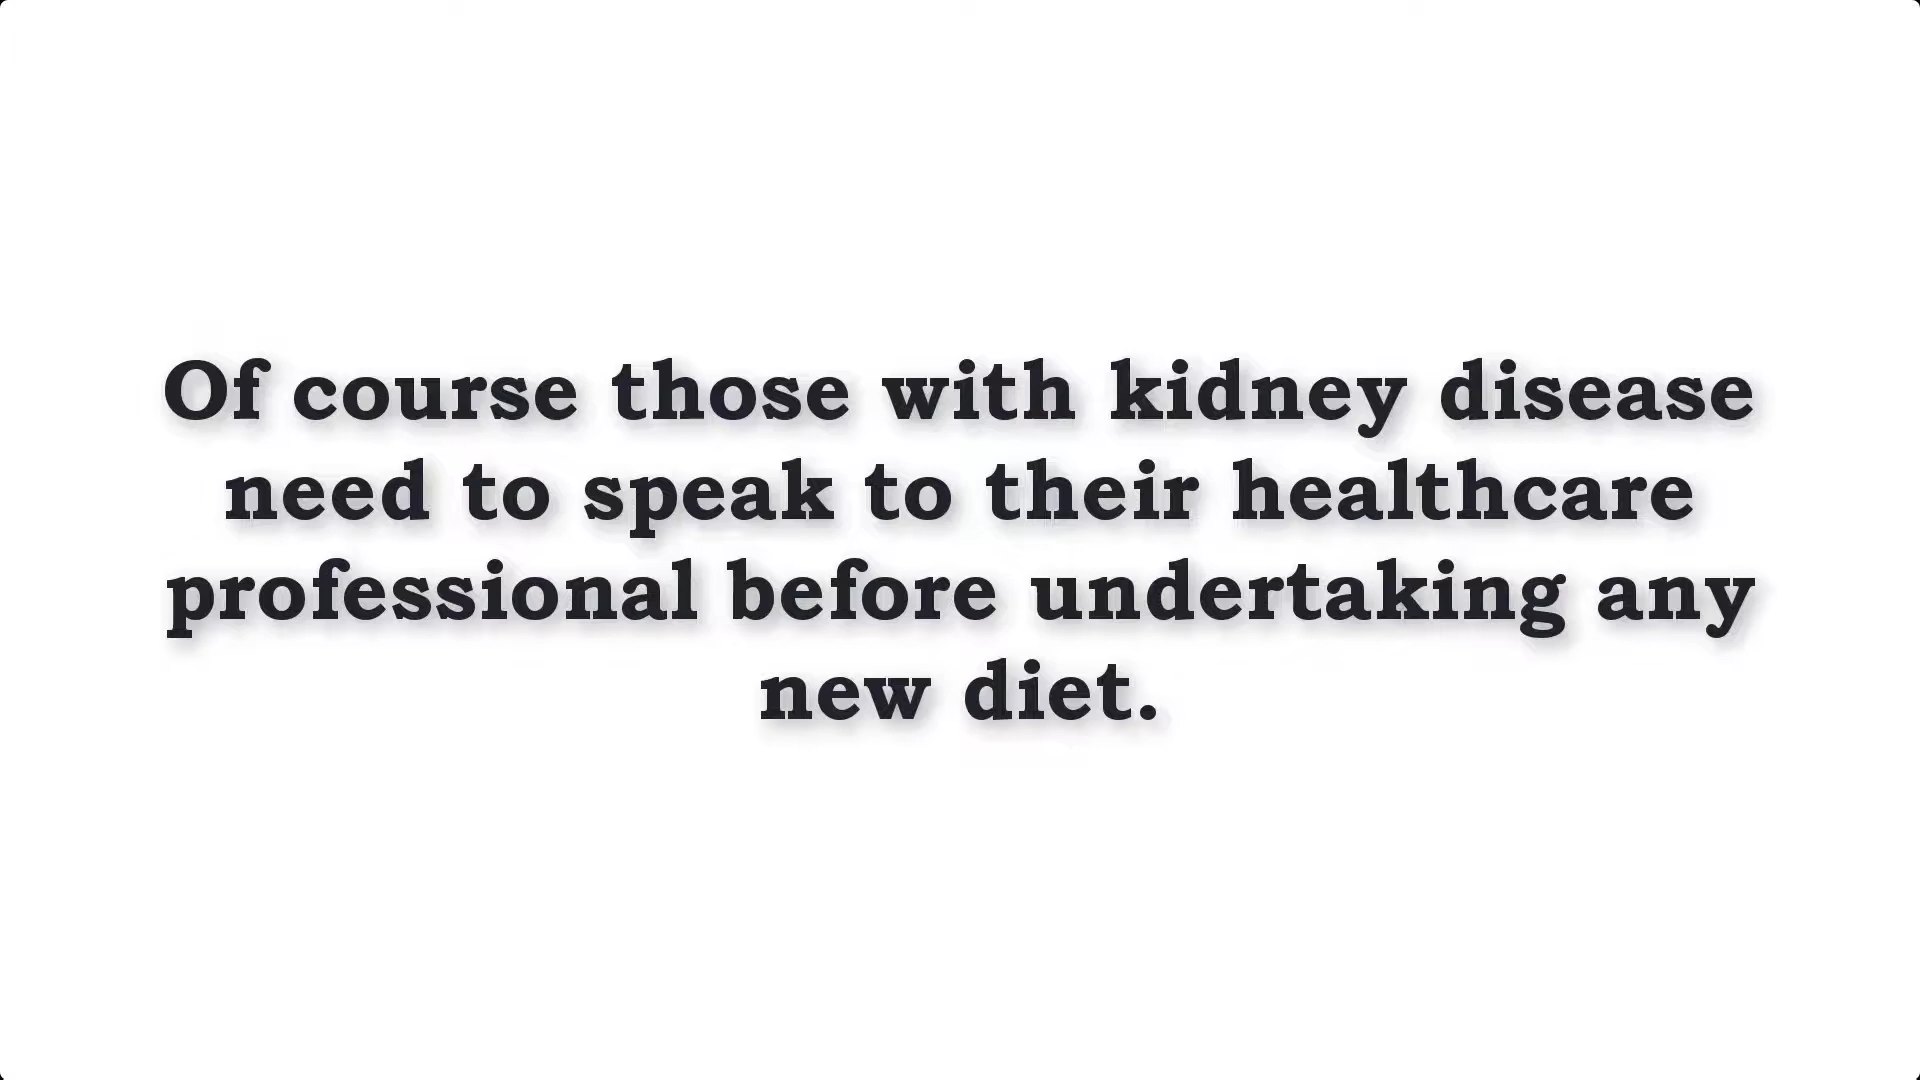 Of course those with kidney disease
need to speak to their healthcare
professional before undertaking any
new diet.